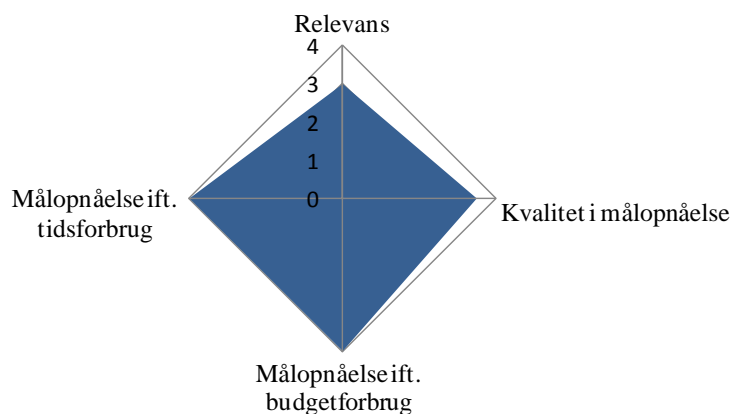 Relevans
4
3
2
1
0
Målopnåelse ift.
tidsforbrug
Kvalitet i målopnåelse
Målopnåelse ift.
budgetforbrug